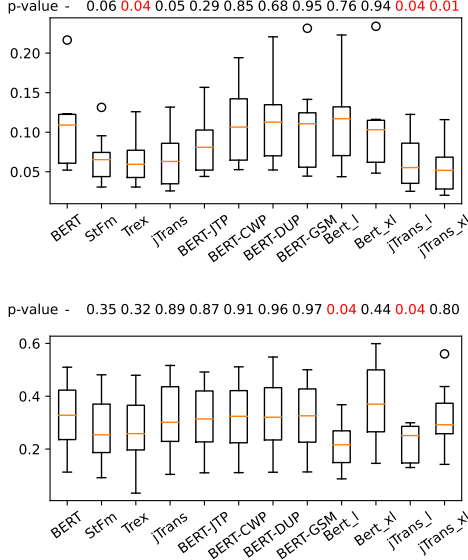 p-value - 0.06 0.04 0.05 0.29 0.85 0.68 0.95 0.76 0.94 0.04 0.01
0.20
0.15
0.10
0.05
BERT StFm Trex jTrans BERT-JTP BERT-CWP BERT-DUP BERT-GSM Bert_l Bert_xl jTrans_l jTrans_xl
p-value - 0.35 0.32 0.89 0.87 0.91 0.96 0.97 0.04 0.44 0.04 0.80
0.6
0.4
0.2
BERT StFm Trex jTrans BERT-JTP BERT-CWP BERT-DUP BERT-GSM Bert_l Bert_xl jTrans_l jTrans_xl